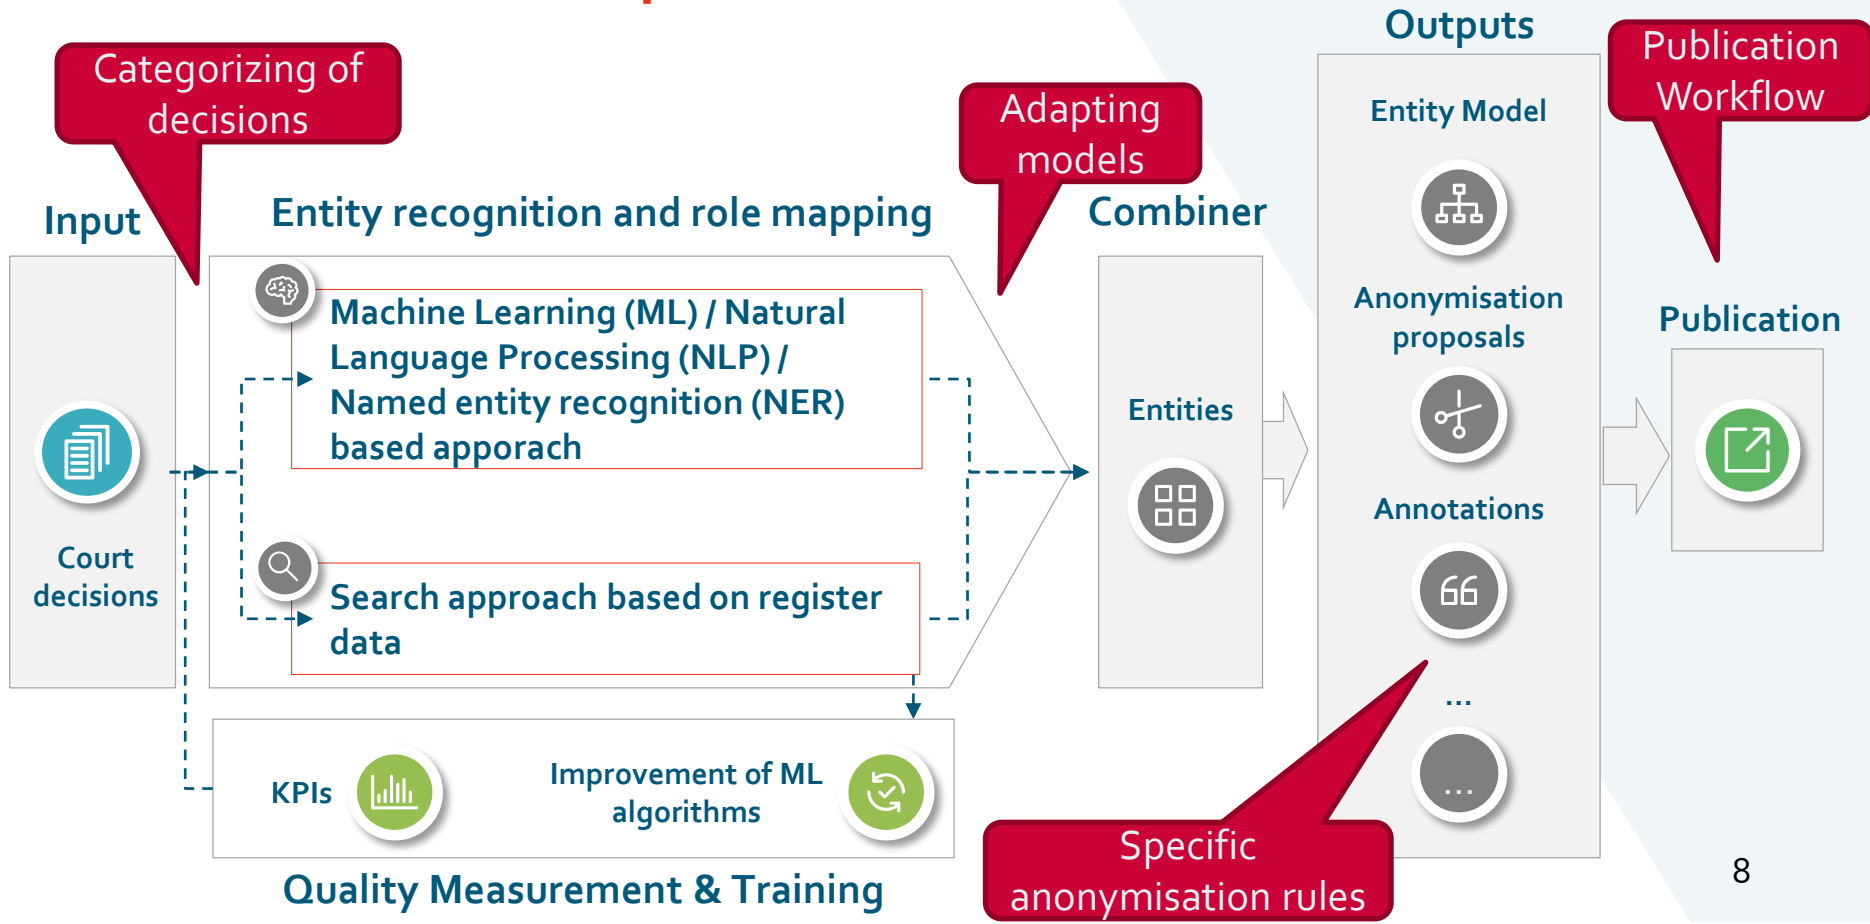 Outputs
Categorizing of
decisions
Adapting
models
Publication
Workflow
Input
Entity recognition and role mapping
Combiner
Entity Model
Machine Learning (ML) / Natural
Language Processing (NLP) /
Named entity recognition (NER)
based apporach
Anonymisation
proposals
Publication
Entities
Annotations
Court
decisions
Search approach based on register
data
...
...
KPIs
Improvement of ML
algorithms
Quality Measurement & Training
Specific
anonymisation rules
8